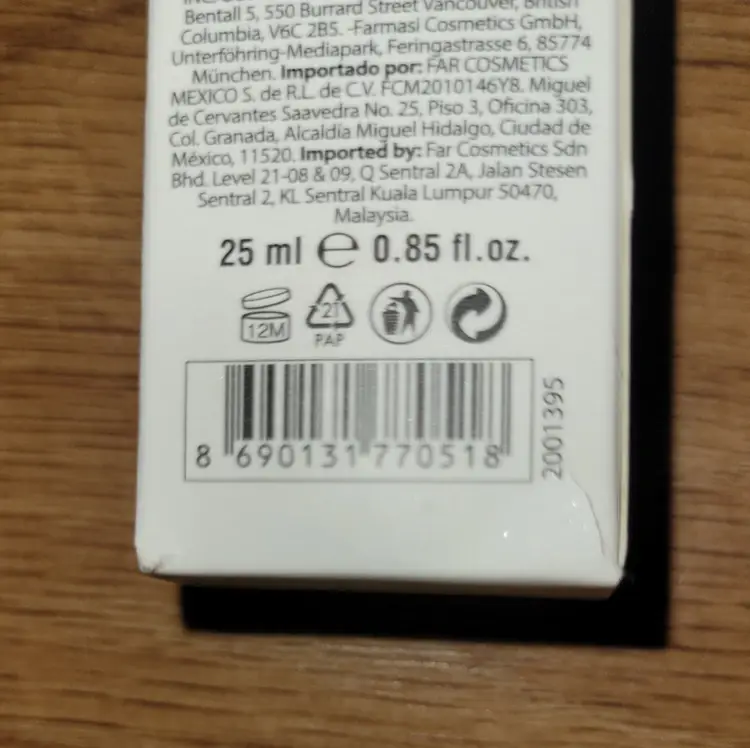 Bentall 5, 550 Burrard Street Vancouver, British
Columbia, V6C 2B5. -Farmasi Cosmetics GmbH,
Unterföhring-Mediapark, Feringastrasse 6, 85774
München. Importado por: FAR COSMETICS
MEXICO S. de R.L. de C.V. FCM2010146Y8. Miguel
de Cervantes Saavedra No. 25, Piso 3, Oficina 303,
Col. Granada, Alcaldía Miguel Hidalgo, Ciudad de
México, 11520. Imported by: Far Cosmetics Sdn
Bhd. Level 21-08 & 09, Q Sentral 2A, Jalan Stesen
Sentral 2, KL Sentral Kuala Lumpur 50470,
Malaysia.
25 ml ℮ 0.85 fl.oz.
12M
21
PAP
8 690131 770518
2001395